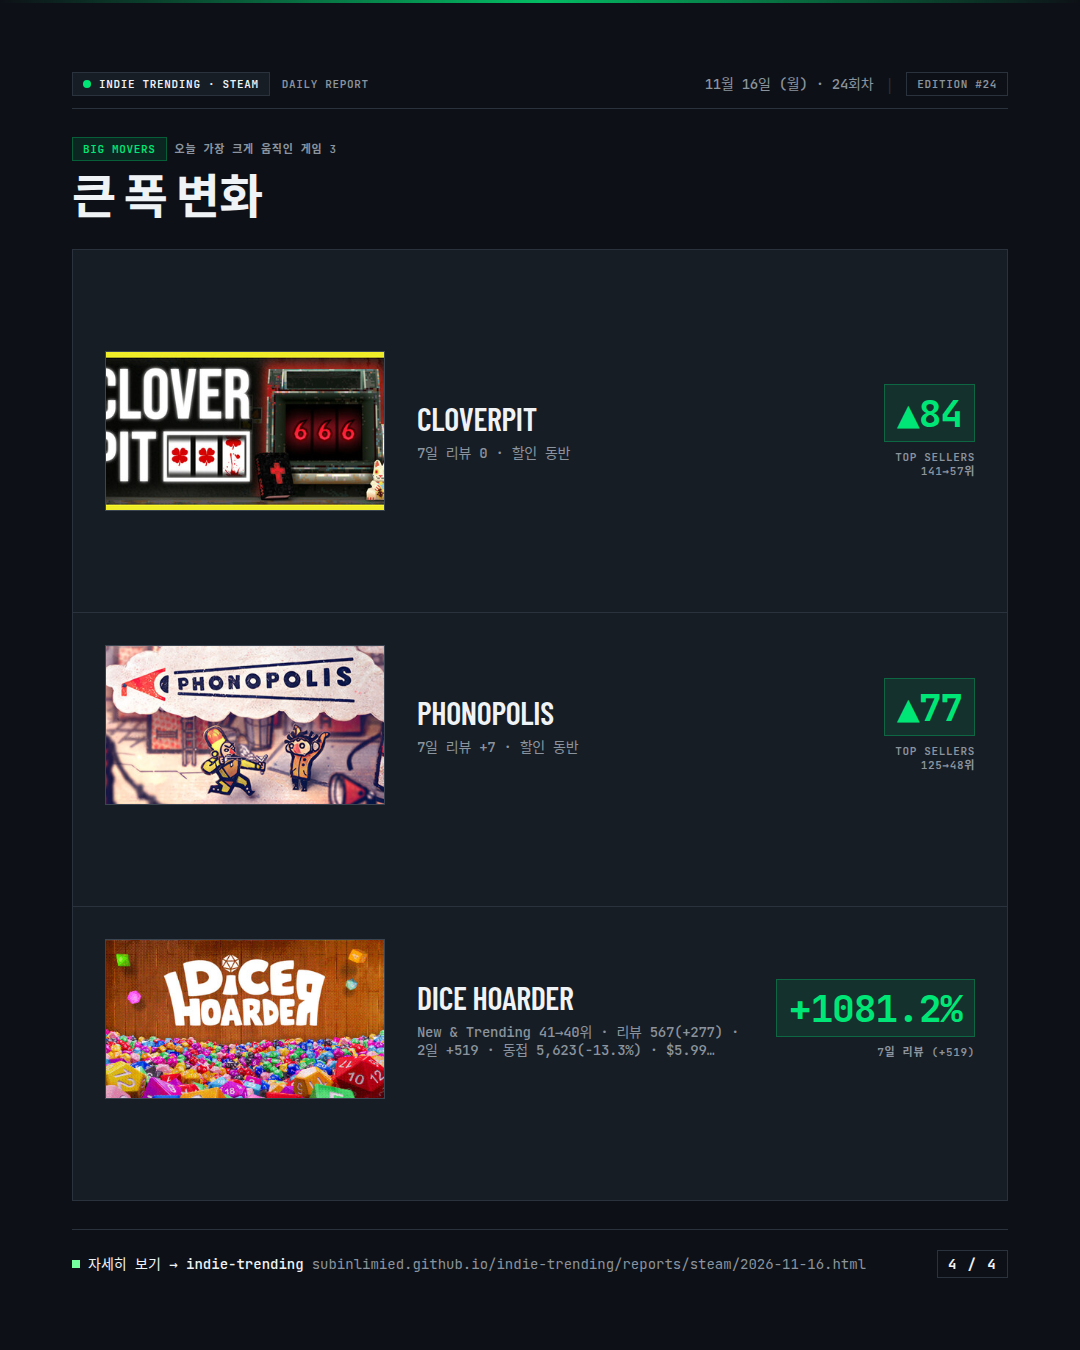 INDIE TRENDING · STEAM
DAILY REPORT
11월 16일 (월) · 24회차
EDITION #24
BIG MOVERS
오늘 가장 크게 움직인 게임 3
큰 폭 변화
CLOVER
PIT
666
CLOVERPIT
7일 리뷰 0 · 할인 동반
▲84
TOP SELLERS
141→57위
PHONOPOLIS
PHONOPOLIS
7일 리뷰 +7 · 할인 동반
▲77
TOP SELLERS
125→48위
DICE
HOARDER
12
18
10
12
DICE HOARDER
New & Trending 41→40위 · 리뷰 567(+277) ·
2일 +519 · 동접 5,623(-13.3%) · $5.99…
+1081.2%
7일 리뷰 (+519)
자세히 보기 → indie-trending subinlimied.github.io/indie-trending/reports/steam/2026-11-16.html
4 / 4